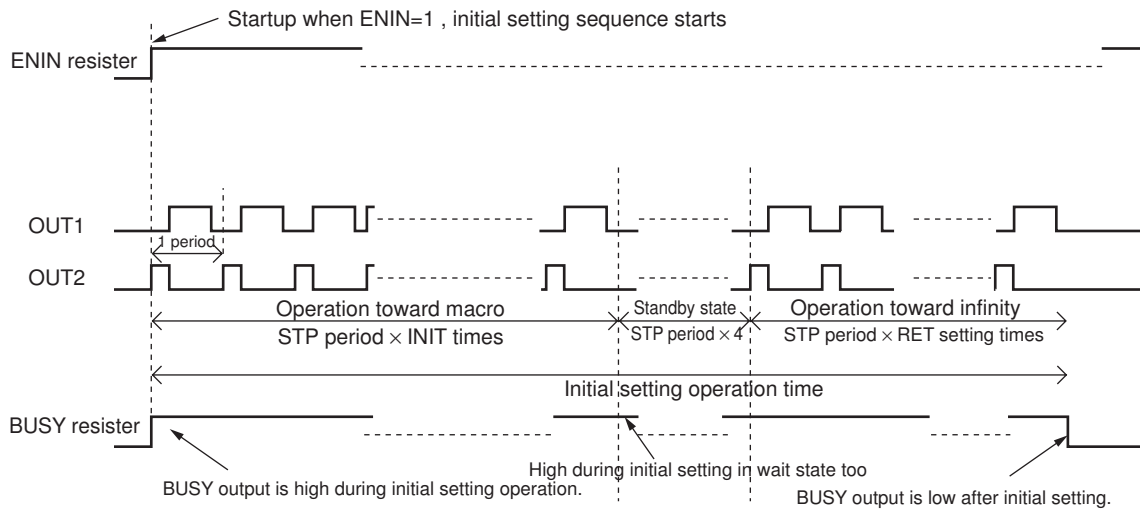 Startup when ENIN=1 , initial setting sequence starts
ENIN resister
OUT1
1 period
OUT2
Operation toward macro
STP period × INIT times
Standby state
STP period × 4
Operation toward infinity
STP period × RET setting times
Initial setting operation time
BUSY resister
High during initial setting in wait state too
BUSY output is high during initial setting operation.
BUSY output is low after initial setting.